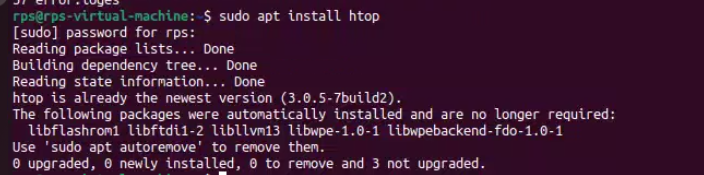 57 error.loges
rps@rps-virtual-machine:~$ sudo apt install htop
[sudo] password for rps:
Reading package lists... Done
Building dependency tree... Done
Reading state information... Done
htop is already the newest version (3.0.5-7build2).
The following packages were automatically installed and are no longer required:
  libflashrom1 libftdi1-2 libllvm13 libwpe-1.0-1 libwpebackend-fdo-1.0-1
Use 'sudo apt autoremove' to remove them.
0 upgraded, 0 newly installed, 0 to remove and 3 not upgraded.